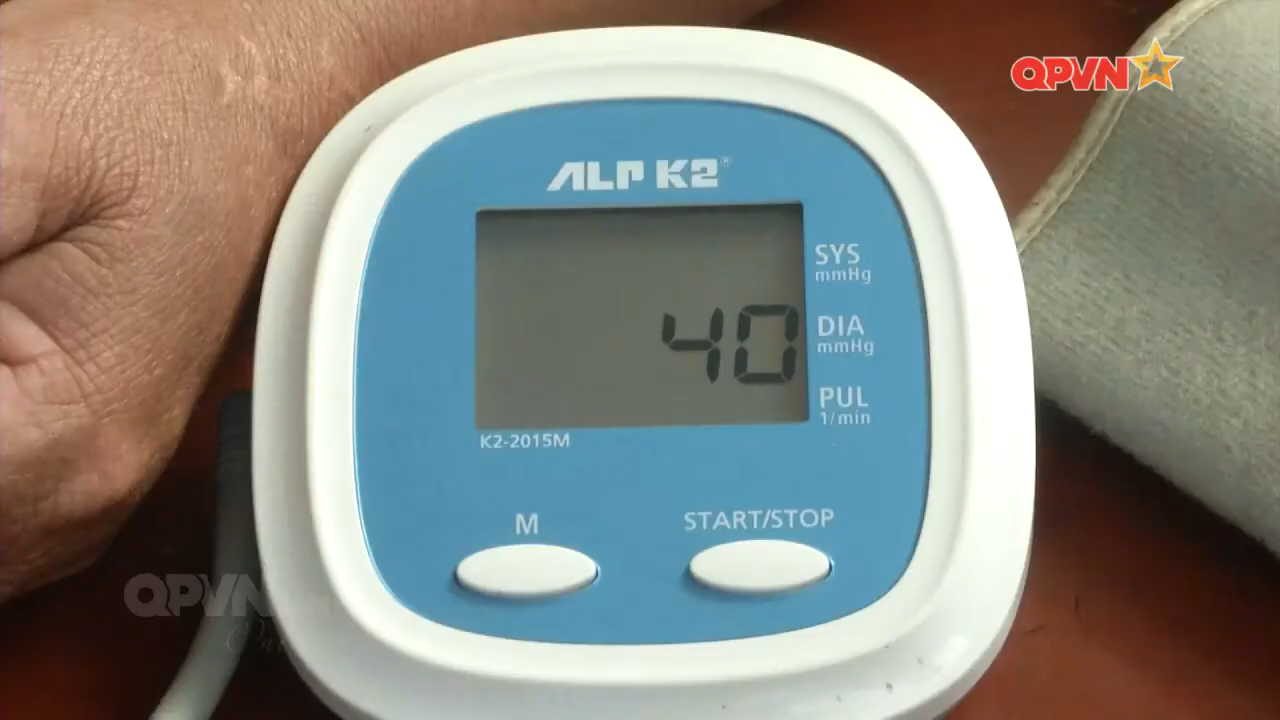 QPVN
ALP K2®
SYS
mmHg
40
DIA
mmHg
PUL
1/min
K2-2015M
M
START/STOP
QPVN